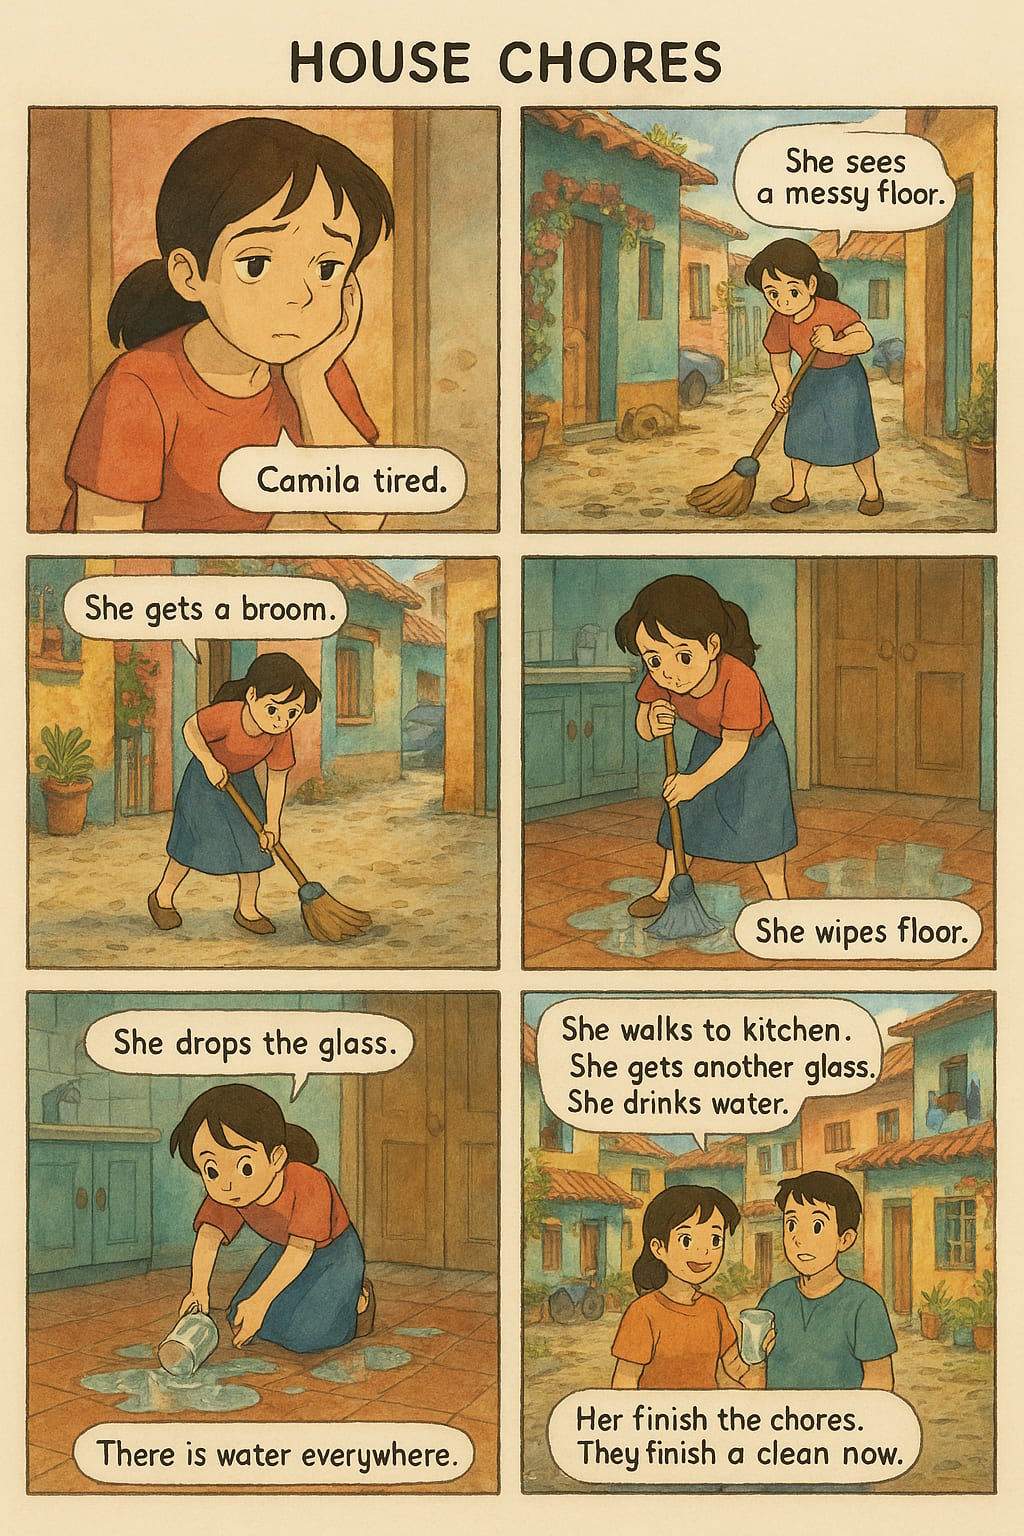 HOUSE CHORES
Camila tired.
She sees
a messy floor.
She gets a broom.
She wipes floor.
She drops the glass.
There is water everywhere.
She walks to kitchen.
She gets another glass.
She drinks water.
Her finish the chores.
They finish a clean now.